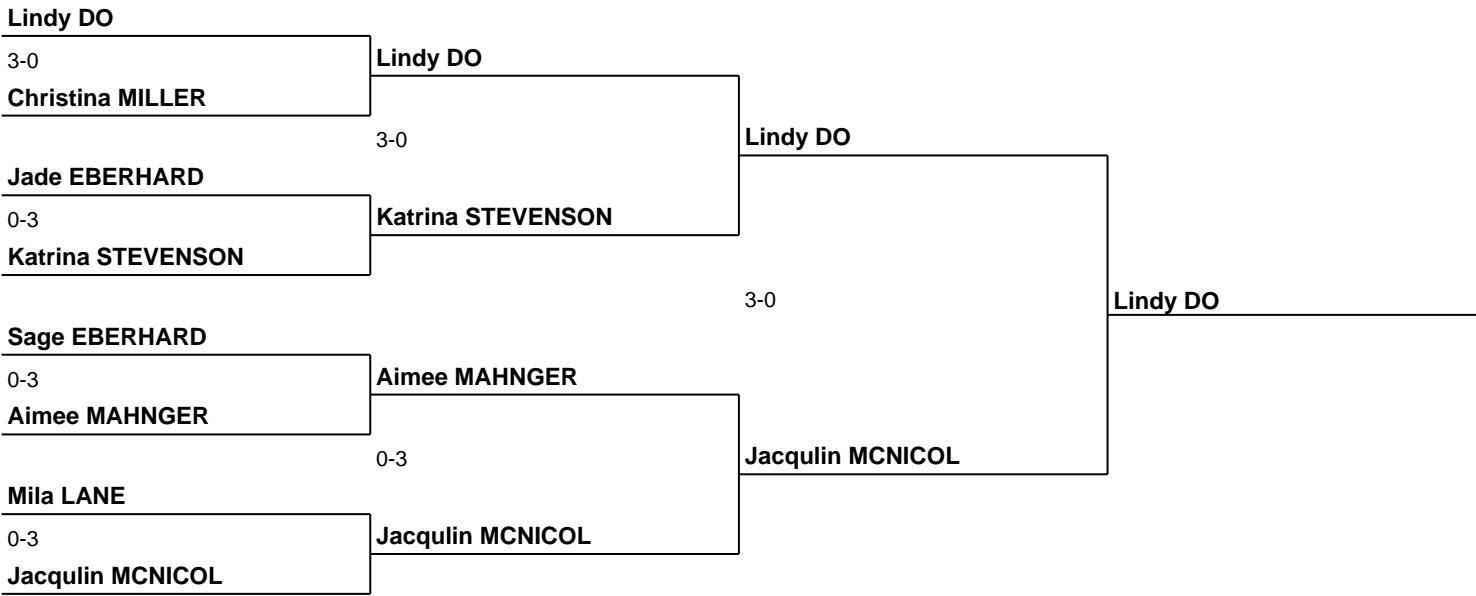 Lindy DO
3-0
Lindy DO
Christina MILLER
3-0
Lindy DO
Jade EBERHARD
0-3
Katrina STEVENSON
Katrina STEVENSON
3-0
Lindy DO
Sage EBERHARD
0-3
Aimee MAHNGER
Aimee MAHNGER
0-3
Jacqulin MCNICOL
Mila LANE
0-3
Jacqulin MCNICOL
Jacqulin MCNICOL